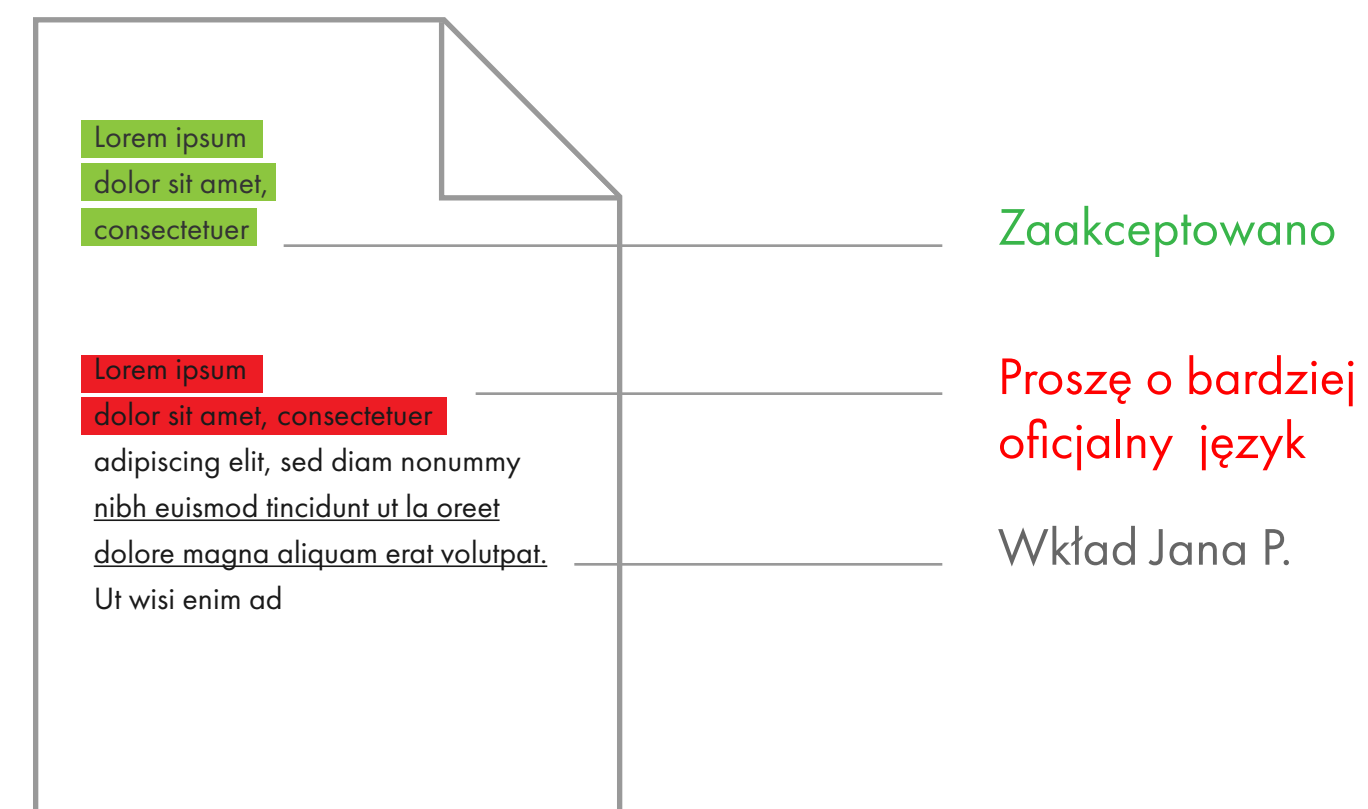 Lorem ipsum
dolor sit amet,
consectetuer
Zaakceptowano
Lorem ipsum
dolor sit amet, consectetuer
adipiscing elit, sed diam nonummy
nibh euismod tincidunt ut la oreet
dolore magna aliquam erat volutpat.
Ut wisi enim ad
Proszę o bardziej
oficjalny język
Wkład Jana P.